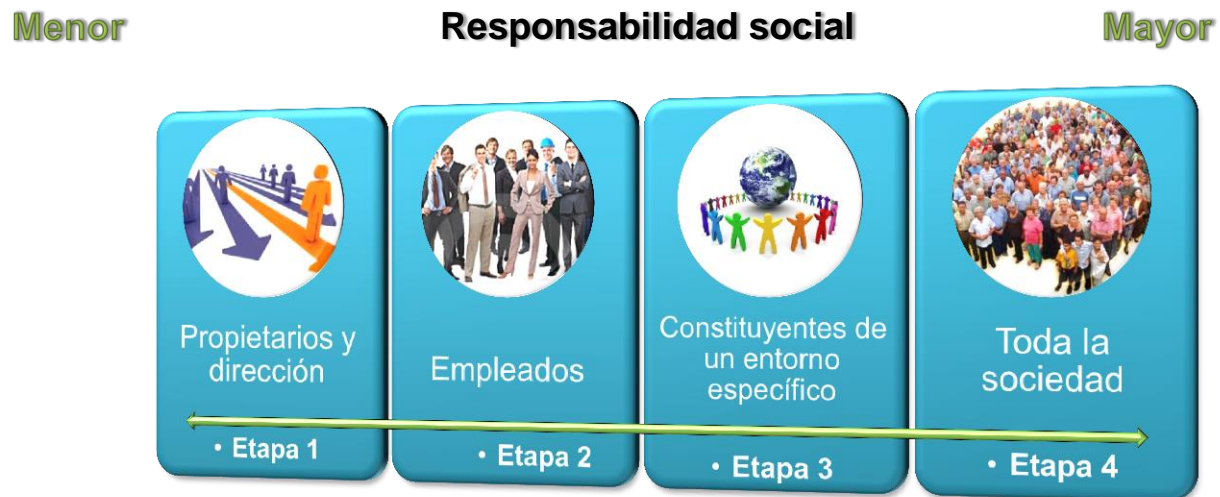 Menor
Responsabilidad social
Mayor
Propietarios y
dirección
• Etapa 1
Empleados
• Etapa 2
Constituyentes de
un entorno
específico
• Etapa 3
Toda la
sociedad
• Etapa 4